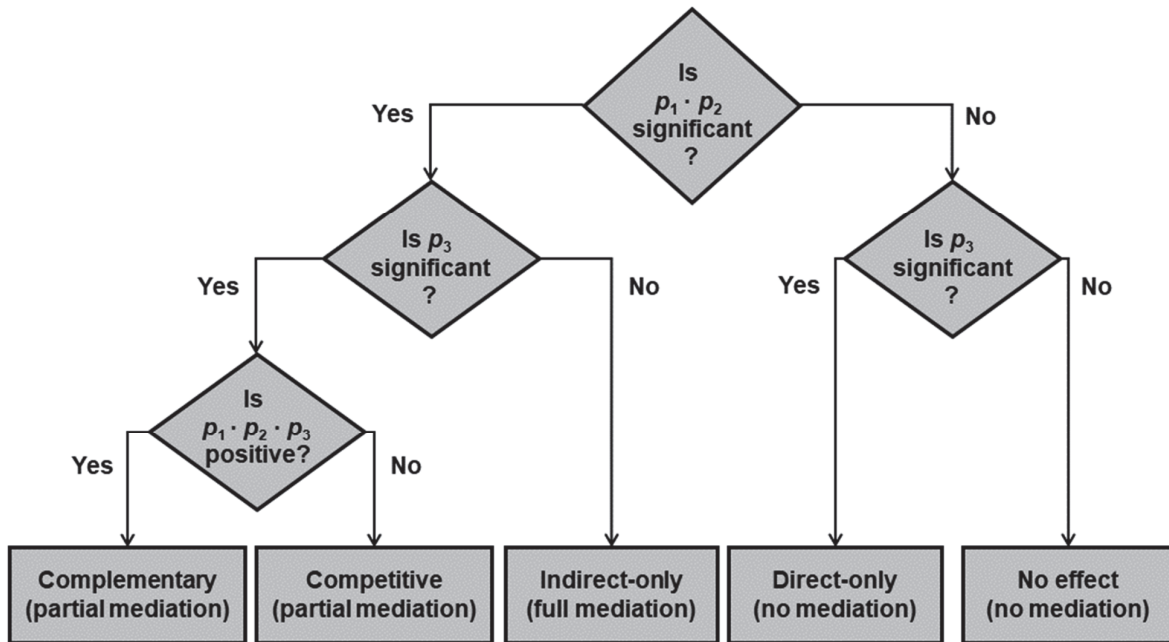 Is
p₁ · p₂
significant
?
Yes
No
Is p₃
significant
?
Yes
No
Is p₃
significant
?
Yes
No
Is
p₁ · p₂ · p₃
positive?
Yes
No
Complementary
(partial mediation)
Competitive
(partial mediation)
Indirect-only
(full mediation)
Direct-only
(no mediation)
No effect
(no mediation)